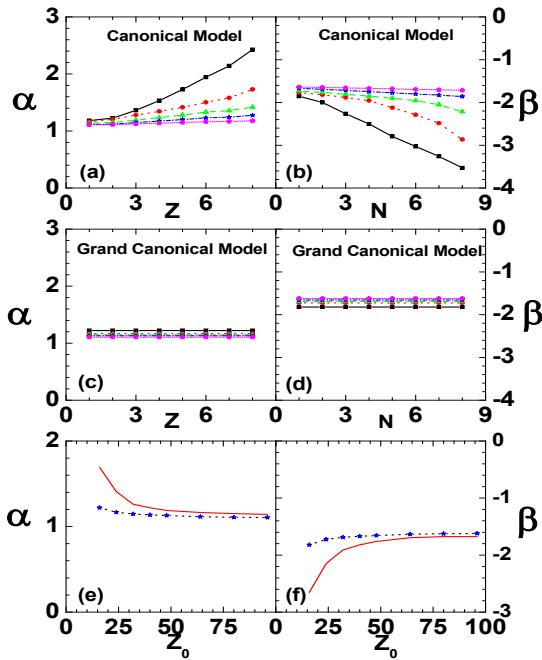 Canonical Model
Canonical Model
3
2
1
0
α
(a)
(b)
0
-1
-2
-3
-4
β
0 3 6
Z
0 3 6 9
N
Grand Canonical Model
Grand Canonical Model
3
2
1
0
α
(c)
(d)
0
-1
-2
-3
-4
β
0 3 6
Z
0 3 6 9
N
2
1
0
α
(e)
(f)
0
-1
-2
-3
β
0 25 50 75
Z0
0 25 50 75 100
Z0